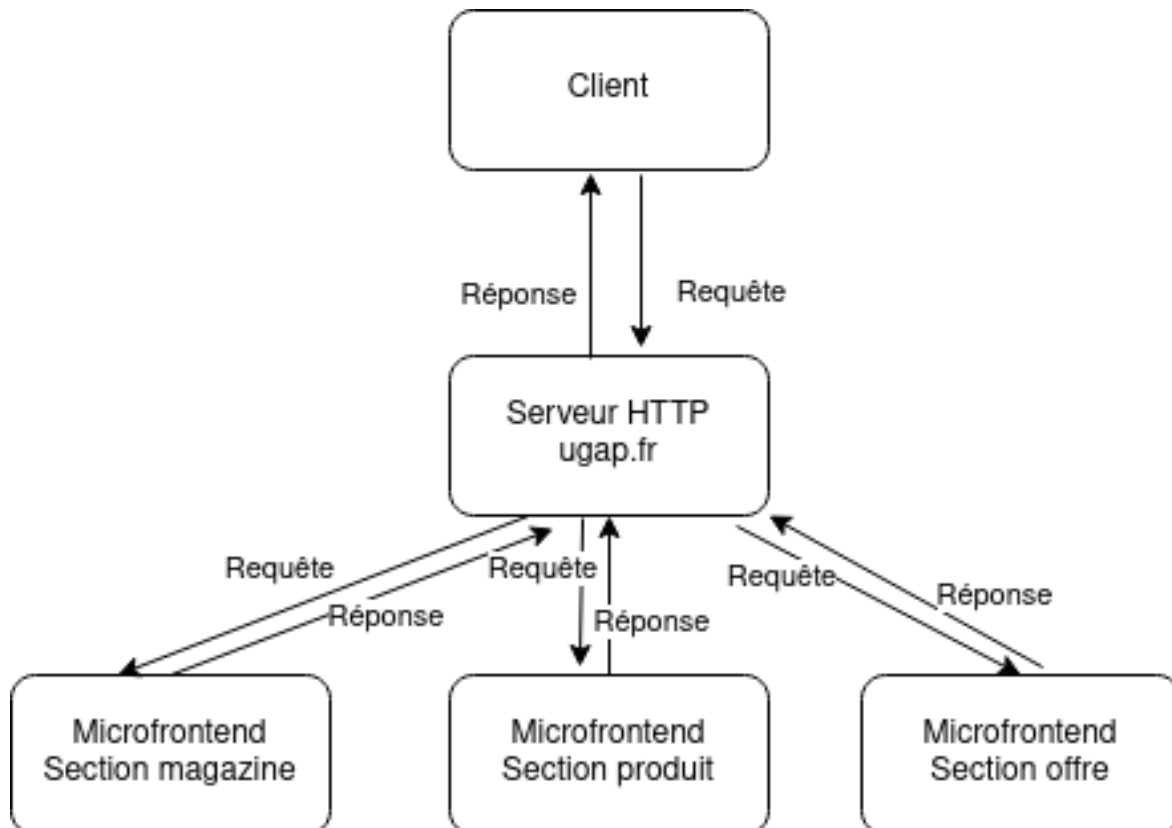 Client
Réponse
Requête
Serveur HTTP
ugap.fr
Requête
Réponse
Requête
Réponse
Requête
Réponse
Microfrontend
Section magazine
Microfrontend
Section produit
Microfrontend
Section offre